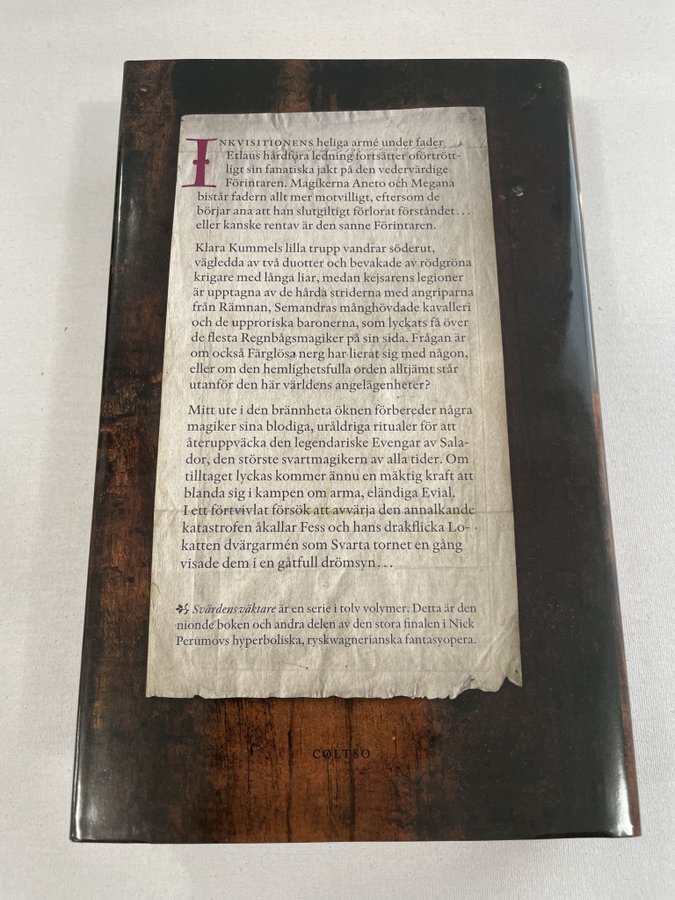 INKVISITIONENS heliga armé under fader
Etlaus hårdföra ledning fortsätter oförtrött-
ligt sin fanatiska jakt på den vedervärdige
Förintaren. Magikerna Aneto och Megana
bistår fadern allt mer motvilligt, eftersom de
börjar ana att han slutgiltigt förlorat förståndet...
eller kanske rentav är den sanne Förintaren.
Klara Kummels lilla trupp vandrar söderut,
vägledda av två duotter och bevakade av rödgröna
krigare med långa liar, medan kejsarens legioner
är upptagna av de hårda striderna med angriparna
från Rämnan, Semandras månghövdade kavalleri
och de upproriska baronerna, som lyckats få över
de flesta Regnbågsmagiker på sin sida. Frågan är
om också Färglösa nerg har lierat sig med någon,
eller om den hemlighetsfulla orden alltjämt står
utanför den här världens angelägenheter?
Mitt ute i den brännheta öknen förbereder några
magiker sina blodiga, uråldriga ritualer för att
återuppväcka den legendariske Evengar av Sala-
dor, den störste svartmagikern av alla tider. Om
tilltaget lyckas kommer ännu en mäktig kraft att
blanda sig i kampen om arma, eländiga Evial.
I ett förtvivlat försök att avvärja den annalkande
katastrofen åkallar Fess och hans drakflicka Lo-
katten dvärgarmén som Svarta tornet en gång
visade dem i en gåtfull drömsyn...
Svärdens väktare är en serie i tolv volymer. Detta är den
nionde boken och andra delen av den stora finalen i Nick
Perumovs hyperboliska, ryskwagnerianska fantasyopera.
COLTSO